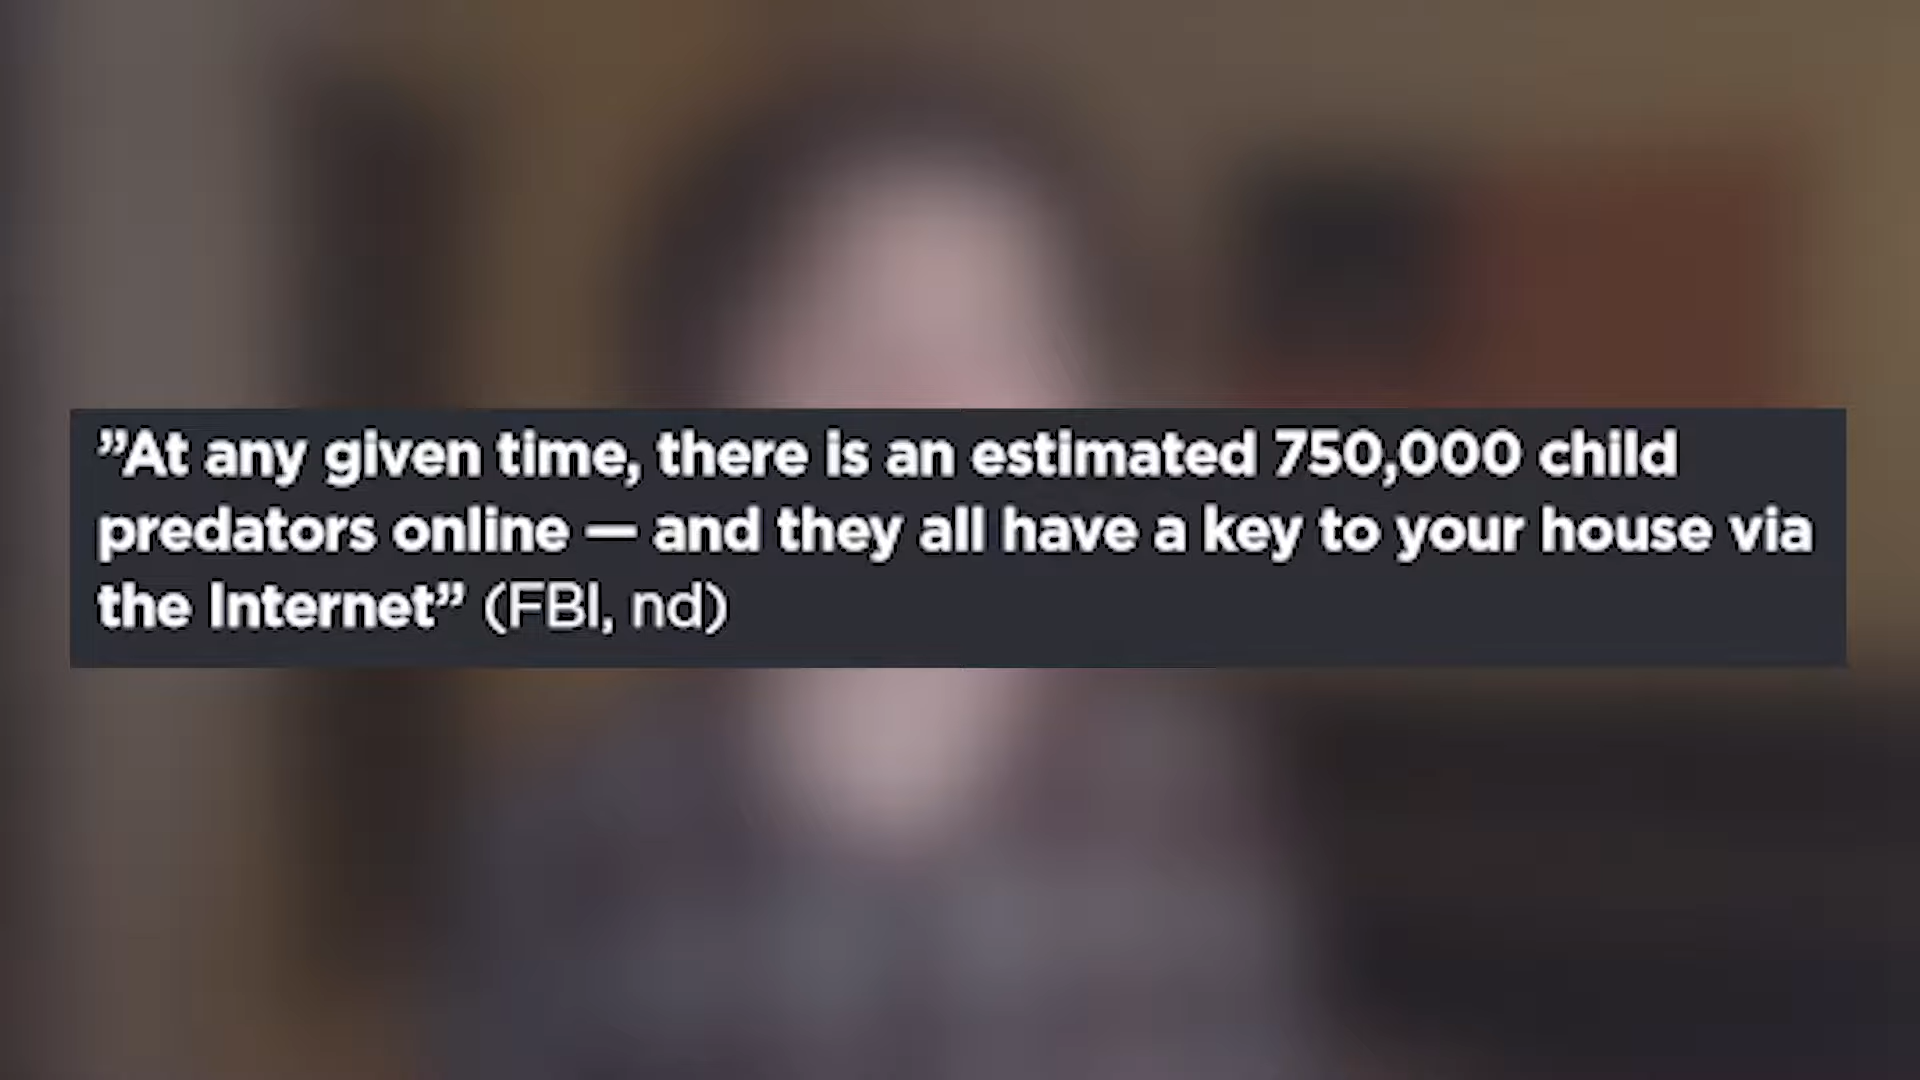 ”At any given time, there is an estimated 750,000 child
predators online — and they all have a key to your house via
the Internet” (FBI, nd)